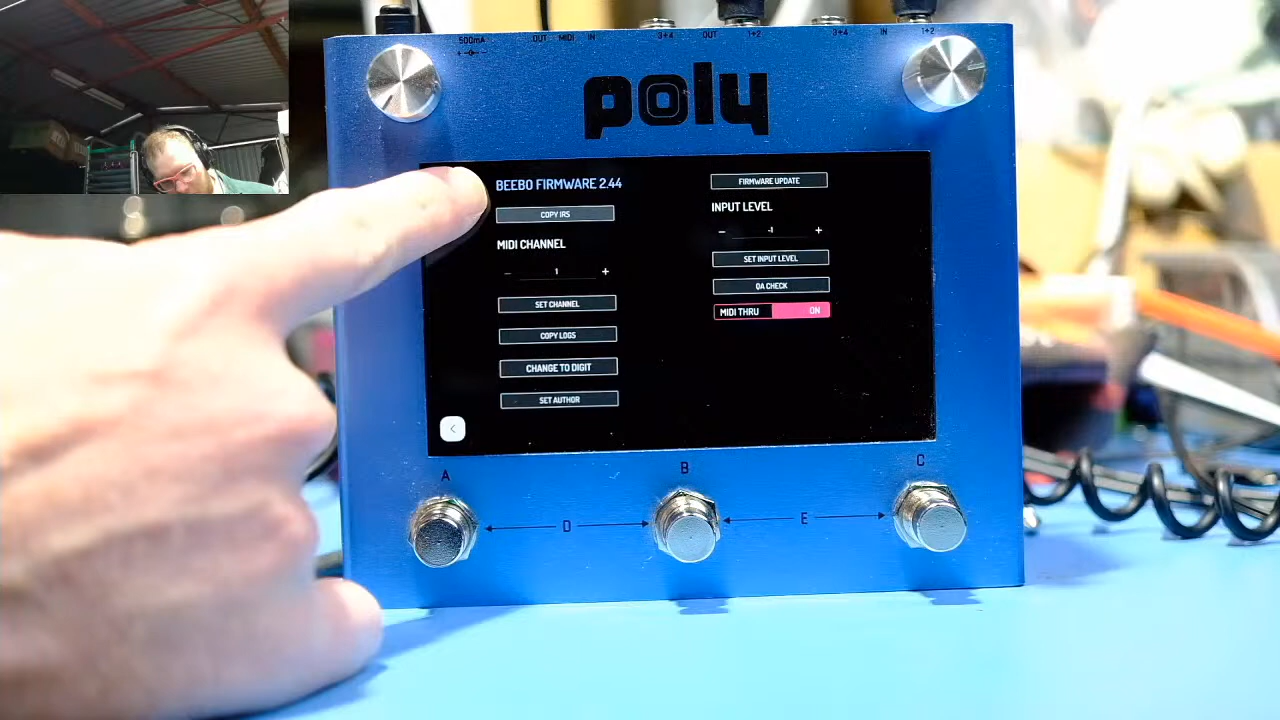 500mA
OUT MIDI IN
3+4 OUT 1+2
3+4 IN 1+2
poly
BEEBO FIRMWARE 2.44
COPY IRS
MIDI CHANNEL
− 1 +
SET CHANNEL
COPY LOGS
CHANGE TO DIGIT
SET AUTHOR
<
FIRMWARE UPDATE
INPUT LEVEL
− -1 +
SET INPUT LEVEL
QA CHECK
MIDI THRU ON
A B C
D E